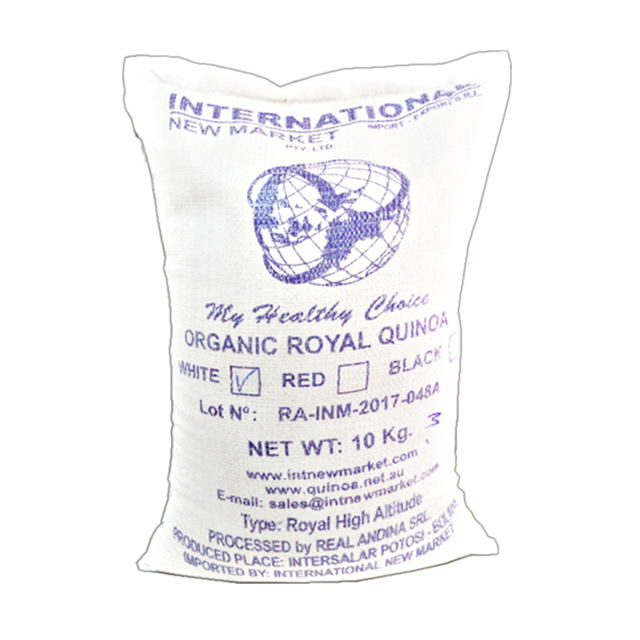 INTERNATIONAL
IMPORT - EXPORT S.R.L.
NEW MARKET
PTY. LTD.
My Healthy Choice
ORGANIC ROYAL QUINOA
WHITE RED BLACK
Lot Nº: RA-INM-2017-048A
NET WT: 10 Kg. 3
www.intnewmarket.com
www.quinoa.net.au
E-mail: sales@intnewmarket.com
Type: Royal High Altitude
PROCESSED by REAL ANDINA SRL.
PRODUCED PLACE: INTERSALAR POTOSI -
IMPORTED BY: INTERNATIONAL NEW MARKET